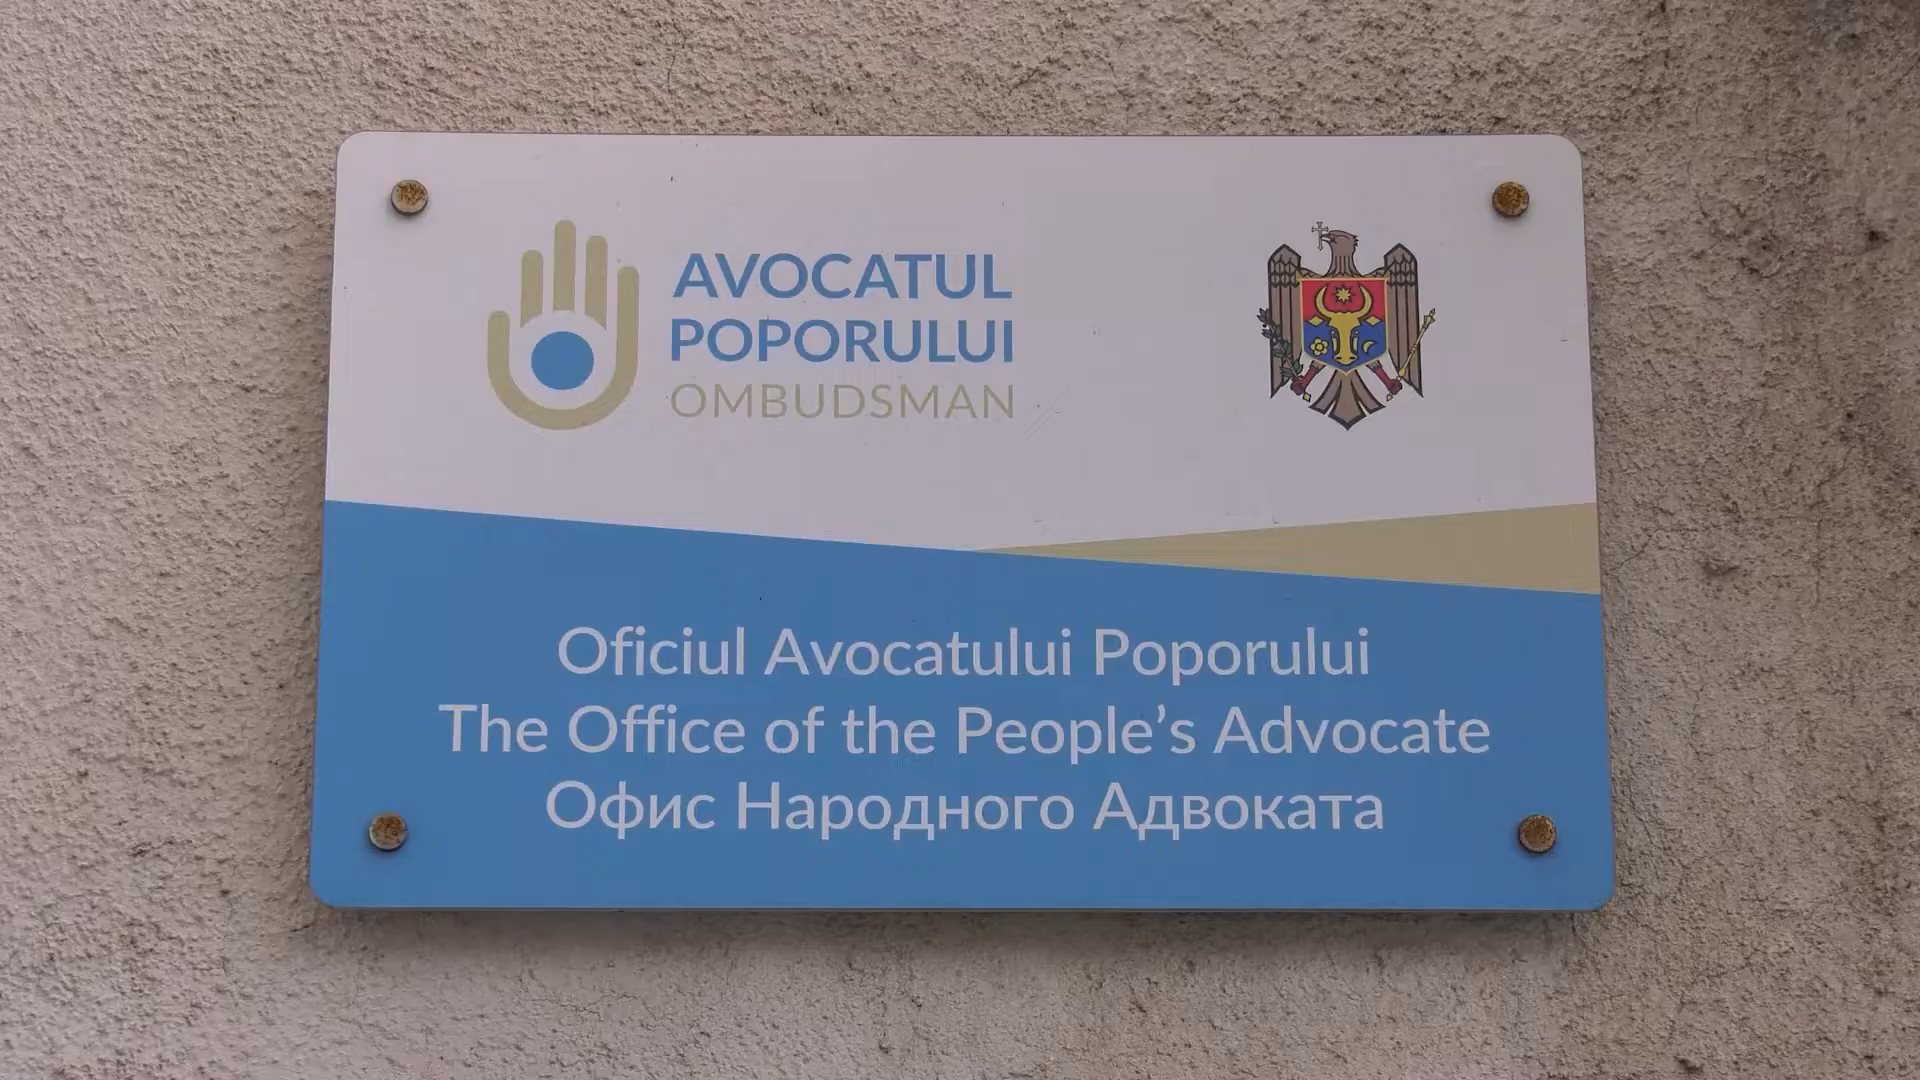 AVOCATUL
POPORULUI
OMBUDSMAN
Oficiul Avocatului Poporului
The Office of the People’s Advocate
Офис Народного Адвоката